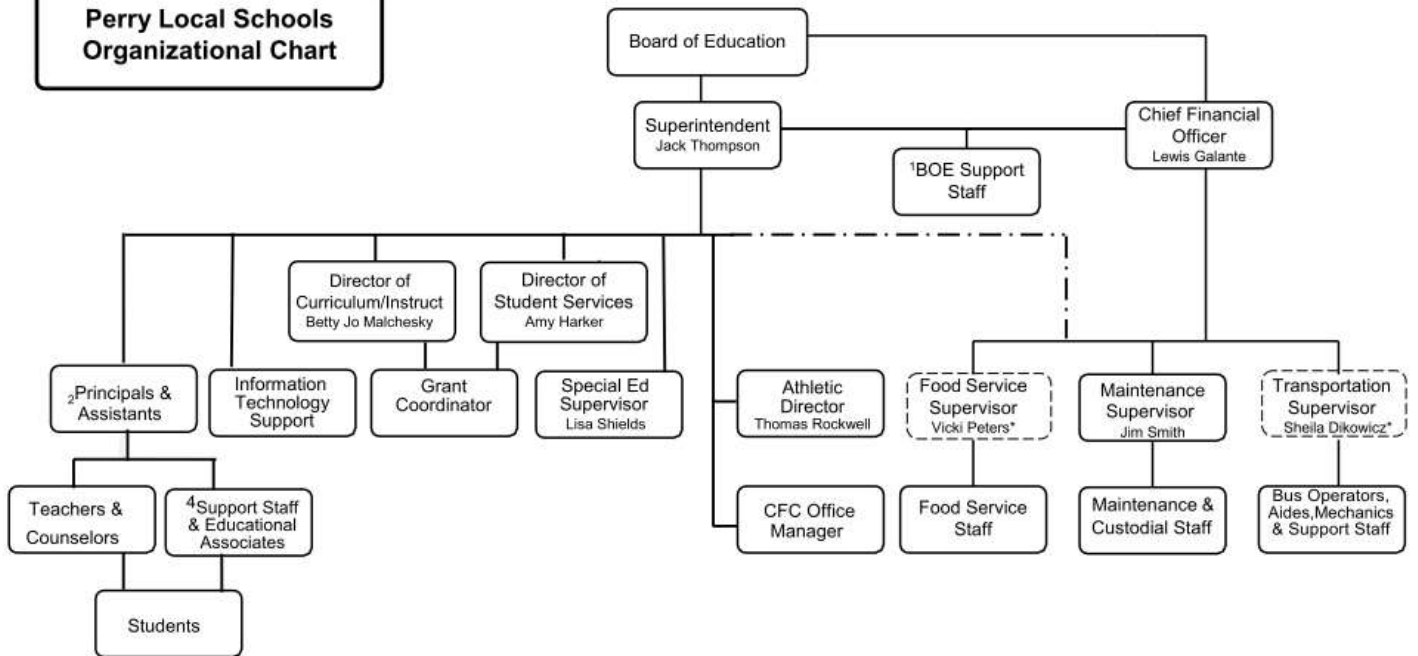 Perry Local Schools
Organizational Chart
Board of Education
Superintendent
Jack Thompson
Chief Financial
Officer
Lewis Galante
¹BOE Support
Staff
Director of
Curriculum/Instruct
Betty Jo Malchesky
Director of
Student Services
Amy Harker
₂Principals &
Assistants
Information
Technology
Support
Grant
Coordinator
Special Ed
Supervisor
Lisa Shields
Athletic
Director
Thomas Rockwell
Food Service
Supervisor
Vicki Peters*
Maintenance
Supervisor
Jim Smith
Transportation
Supervisor
Sheila Dikowicz*
Teachers &
Counselors
⁴Support Staff
& Educational
Associates
CFC Office
Manager
Food Service
Staff
Maintenance &
Custodial Staff
Bus Operators,
Aides,Mechanics
& Support Staff
Students